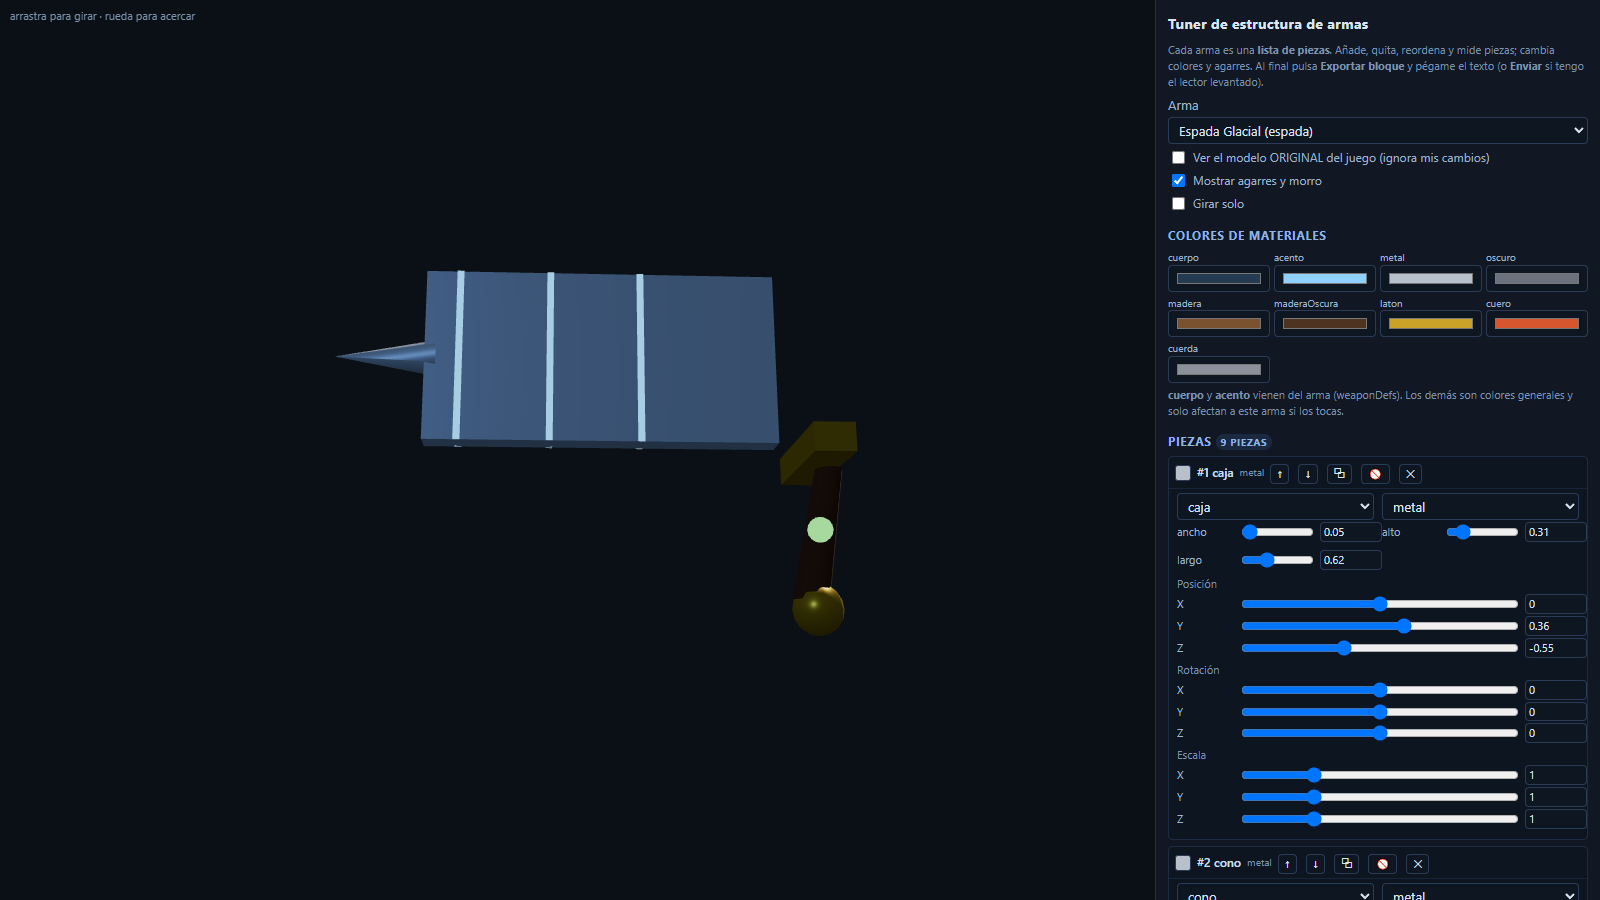 arrastra para girar · rueda para acercar
Tuner de estructura de armas
Cada arma es una lista de piezas. Añade, quita, reordena y mide piezas; cambia
colores y agarres. Al final pulsa Exportar bloque y pégame el texto (o Enviar si tengo
el lector levantado).
Arma
Espada Glacial (espada)
Ver el modelo ORIGINAL del juego (ignora mis cambios)
Mostrar agarres y morro
Girar solo
COLORES DE MATERIALES
cuerpo acento metal oscuro
madera maderaOscura laton cuero
cuerda
cuerpo y acento vienen del arma (weaponDefs). Los demás son colores generales y
solo afectan a este arma si los tocas.
PIEZAS 9 PIEZAS
#1 caja metal ↑ ↓
caja metal
ancho 0.05 alto 0.31
largo 0.62
Posición
X 0
Y 0.36
Z -0.55
Rotación
X 0
Y 0
Z 0
Escala
X 1
Y 1
Z 1
#2 cono metal ↑ ↓
cono metal